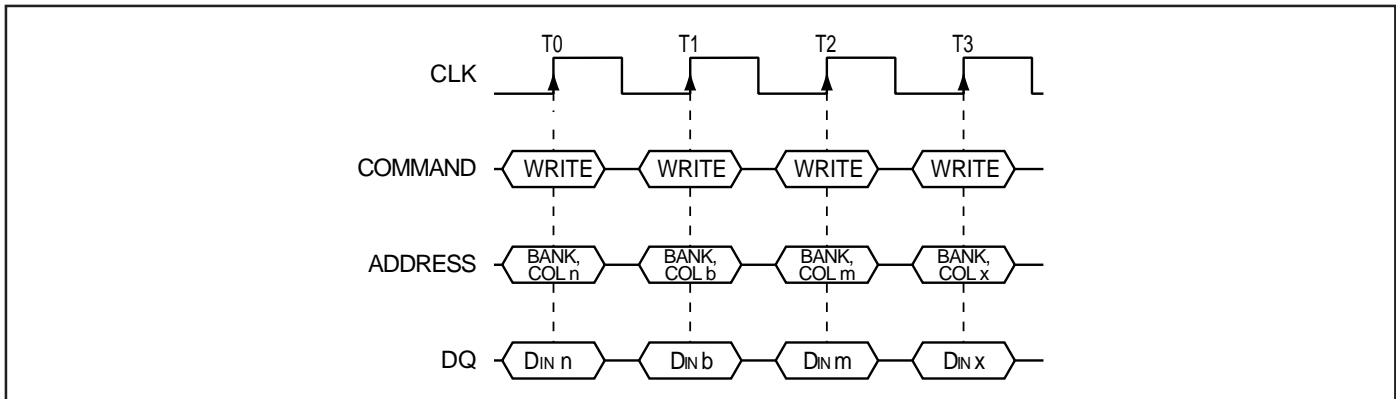 T0 T1 T2 T3
CLK
COMMAND WRITE WRITE WRITE WRITE
ADDRESS BANK, COL n BANK, COL b BANK, COL m BANK, COL x
DQ DIN n DIN b DIN m DIN x